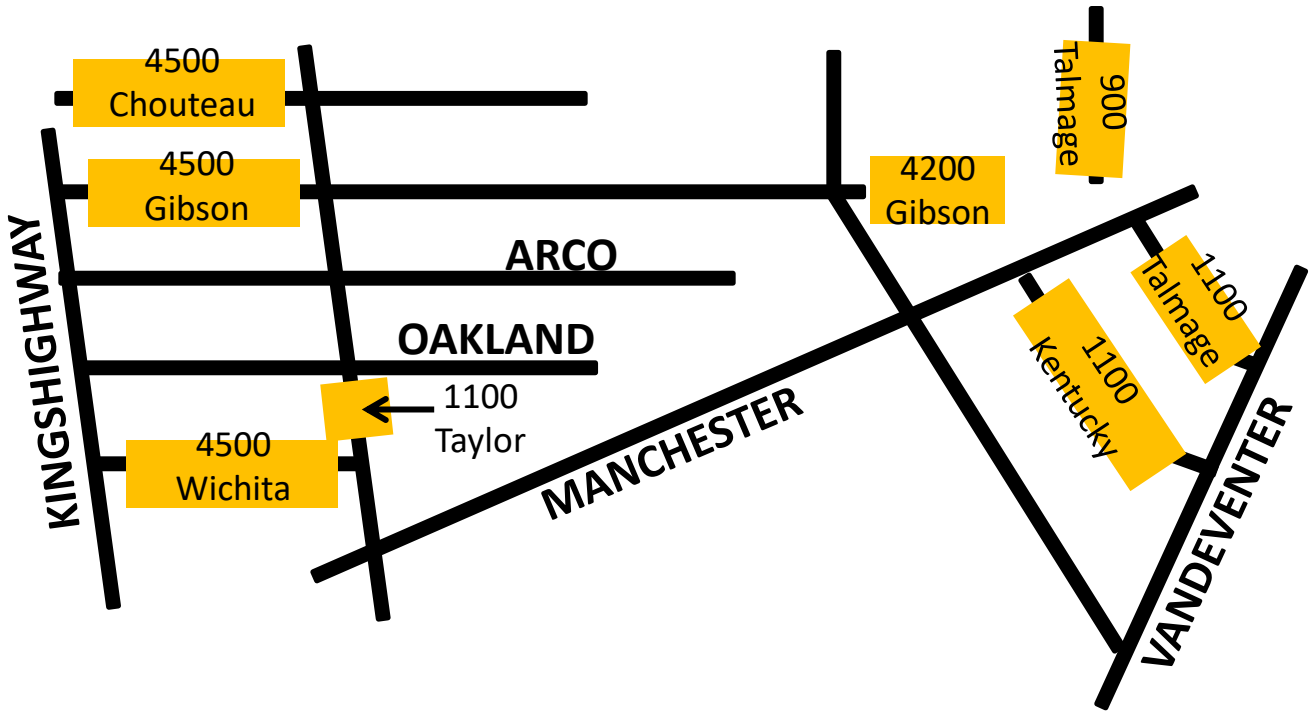 4500
Chouteau
900
Talmage
4500
Gibson
4200
Gibson
KINGSHIGHWAY
ARCO
1100
Talmage
OAKLAND
1100
Kentucky
1100
Taylor
MANCHESTER
4500
Wichita
VANDEVENTER